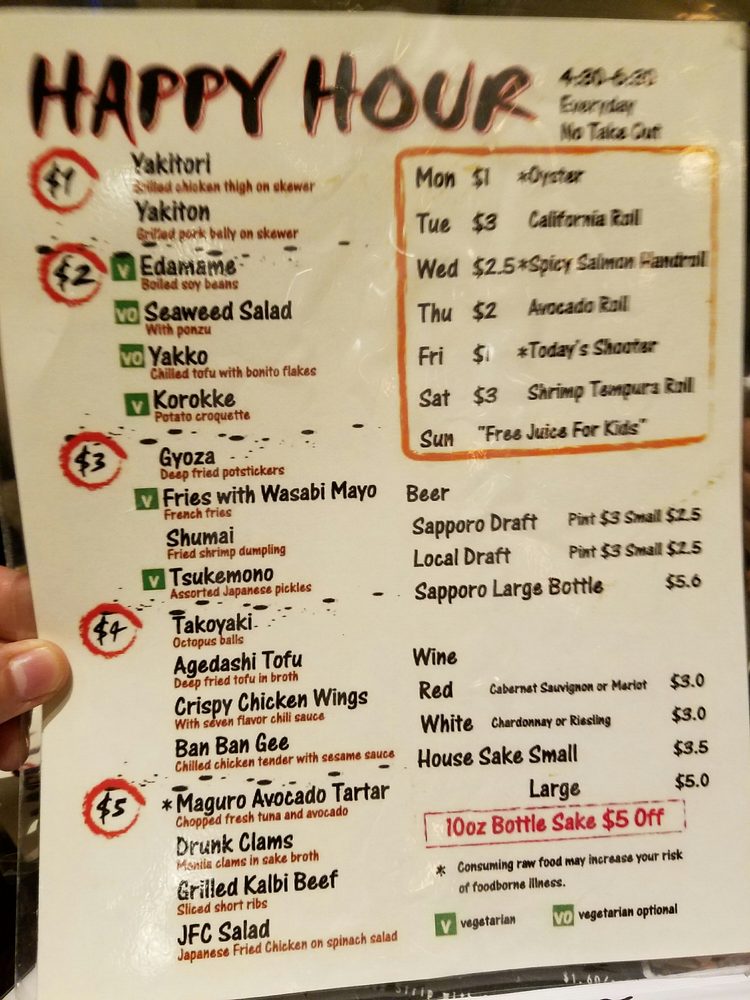 HAPPY HOUR
4:30-6:30
Everyday
No Take Out
$1
Yakitori
Grilled chicken thigh on skewer
Yakiton
Grilled pork belly on skewer
$2
V Edamame
Boiled soy beans
VO Seaweed Salad
With ponzu
VO Yakko
Chilled tofu with bonito flakes
V Korokke
Potato croquette
$3
Gyoza
Deep fried potstickers
V Fries with Wasabi Mayo
French fries
Shumai
Fried shrimp dumpling
V Tsukemono
Assorted Japanese pickles
$4
Takoyaki
Octopus balls
Agedashi Tofu
Deep fried tofu in broth
Crispy Chicken Wings
With seven flavor chili sauce
Ban Ban Gee
Chilled chicken tender with sesame sauce
$5
*Maguro Avocado Tartar
Chopped fresh tuna and avocado
Drunk Clams
Manila clams in sake broth
Grilled Kalbi Beef
Sliced short ribs
JFC Salad
Japanese Fried Chicken on spinach salad
Mon $1 *Oyster
Tue $3 California Roll
Wed $2.5 *Spicy Salmon Handroll
Thu $2 Avocado Roll
Fri $1 *Today's Shooter
Sat $3 Shrimp Tempura Roll
Sun "Free Juice For Kids"
Beer
Sapporo Draft Pint $3 Small $2.5
Local Draft Pint $3 Small $2.5
Sapporo Large Bottle $5.6
Wine
Red Cabernet Sauvignon or Merlot $3.0
White Chardonnay or Riesling $3.0
House Sake Small $3.5
Large $5.0
10oz Bottle Sake $5 Off
* Consuming raw food may increase your risk
of foodborne illness.
V vegetarian VO vegetarian optional